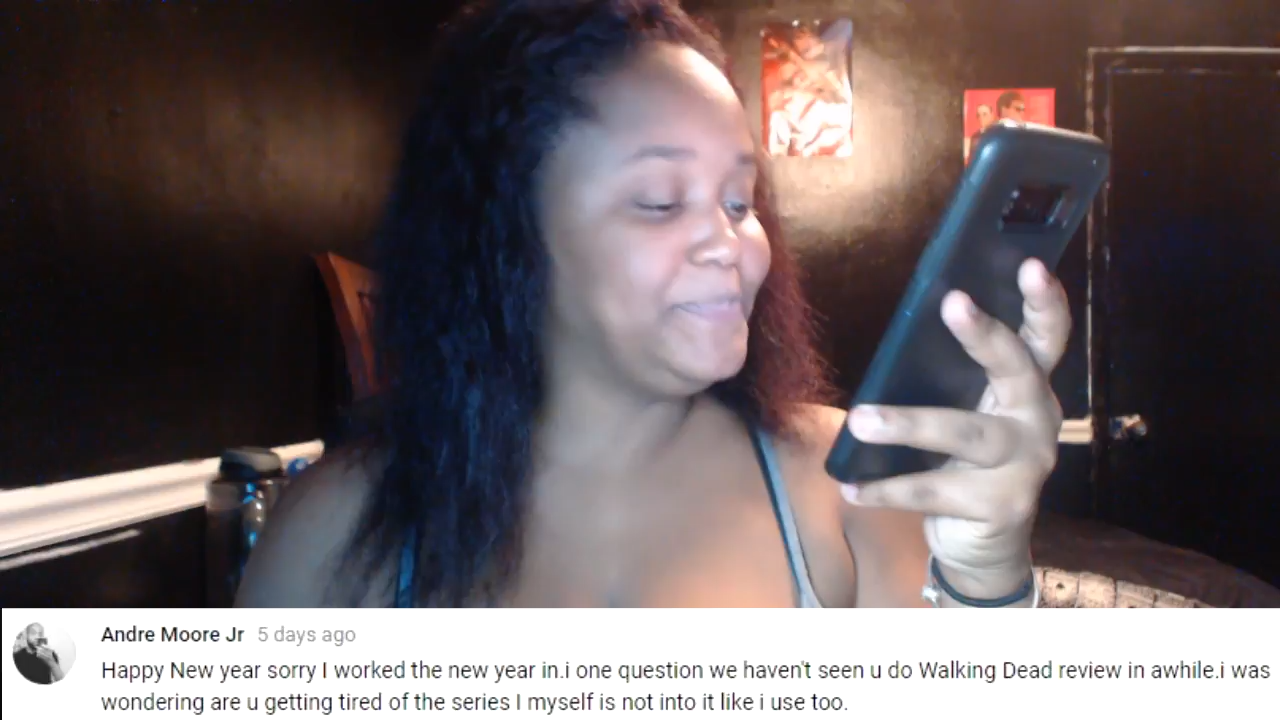 Andre Moore Jr 5 days ago
Happy New year sorry I worked the new year in.i one question we haven't seen u do Walking Dead review in awhile.i was
wondering are u getting tired of the series I myself is not into it like i use too.